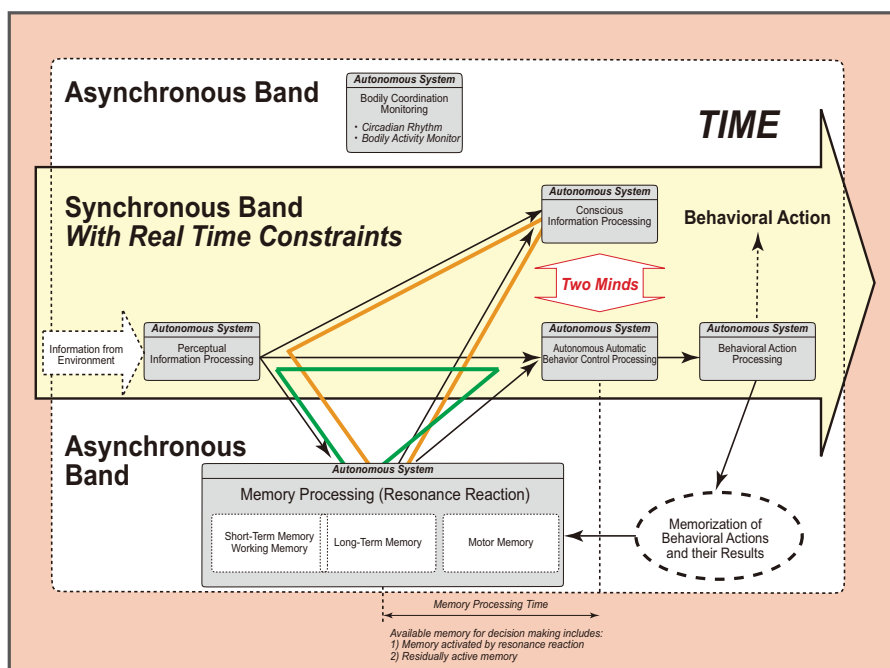 Asynchronous Band
Autonomous System
Bodily Coordination
Monitoring
• Circadian Rhythm
• Bodily Activity Monitor
TIME
Synchronous Band
With Real Time Constraints
Autonomous System
Conscious
Information Processing
Behavioral Action
Two Minds
Information from
Environment
Autonomous System
Perceptual
Information Processing
Autonomous System
Autonomous Automatic
Behavior Control Processing
Autonomous System
Behavioral Action
Processing
Asynchronous
Band
Autonomous System
Memory Processing (Resonance Reaction)
Short-Term Memory
Working Memory
Long-Term Memory
Motor Memory
Memorization of
Behavioral Actions
and their Results
Memory Processing Time
Available memory for decision making includes:
1) Memory activated by resonance reaction
2) Residually active memory